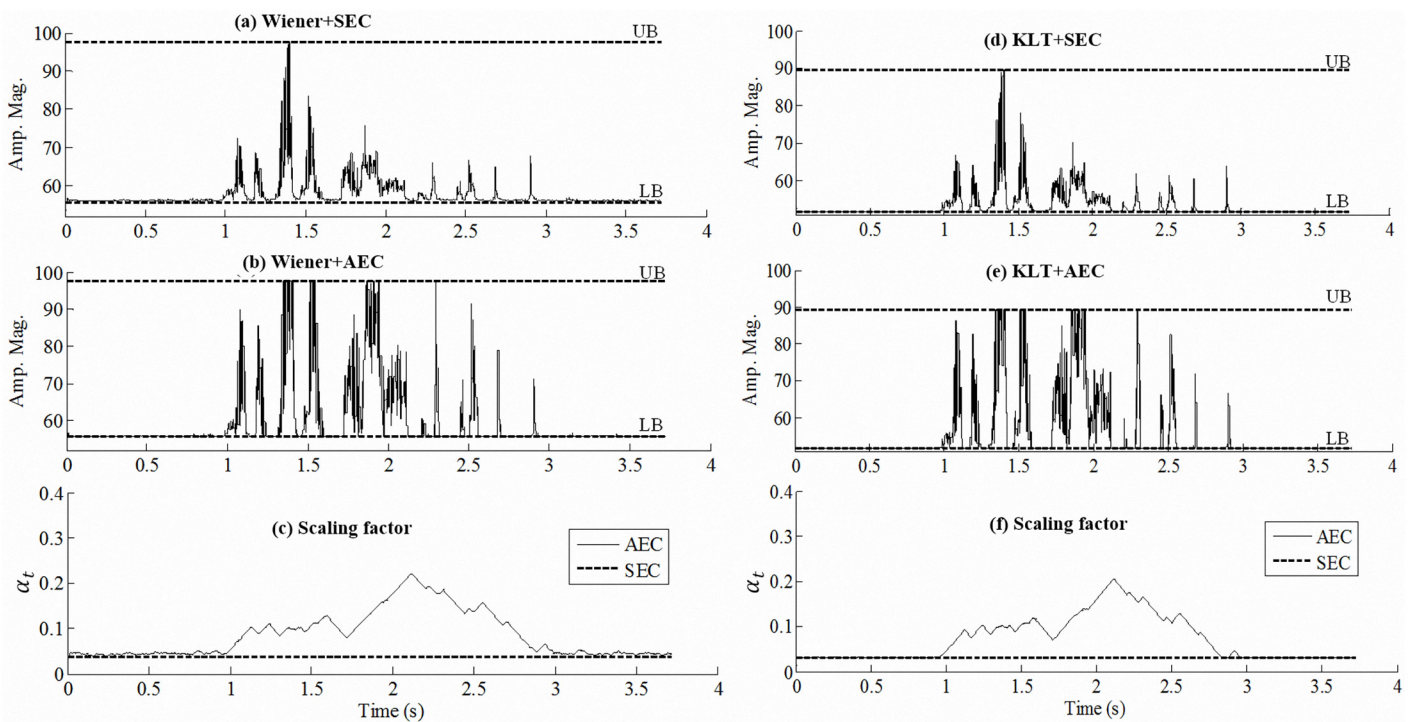 (a) Wiener+SEC
UB
100
90
80
70
60
Amp. Mag.
LB
0 0.5 1 1.5 2 2.5 3 3.5 4
(b) Wiener+AEC
UB
100
90
80
70
60
Amp. Mag.
LB
0 0.5 1 1.5 2 2.5 3 3.5 4
(c) Scaling factor
0.4
0.3
0.2
0.1
0
αt
AEC
SEC
0 0.5 1 1.5 2 2.5 3 3.5 4
Time (s)
(d) KLT+SEC
UB
100
90
80
70
60
Amp. Mag.
LB
0 0.5 1 1.5 2 2.5 3 3.5 4
(e) KLT+AEC
UB
100
90
80
70
60
Amp. Mag.
LB
0 0.5 1 1.5 2 2.5 3 3.5 4
(f) Scaling factor
0.4
0.3
0.2
0.1
0
αt
AEC
SEC
0 0.5 1 1.5 2 2.5 3 3.5 4
Time (s)